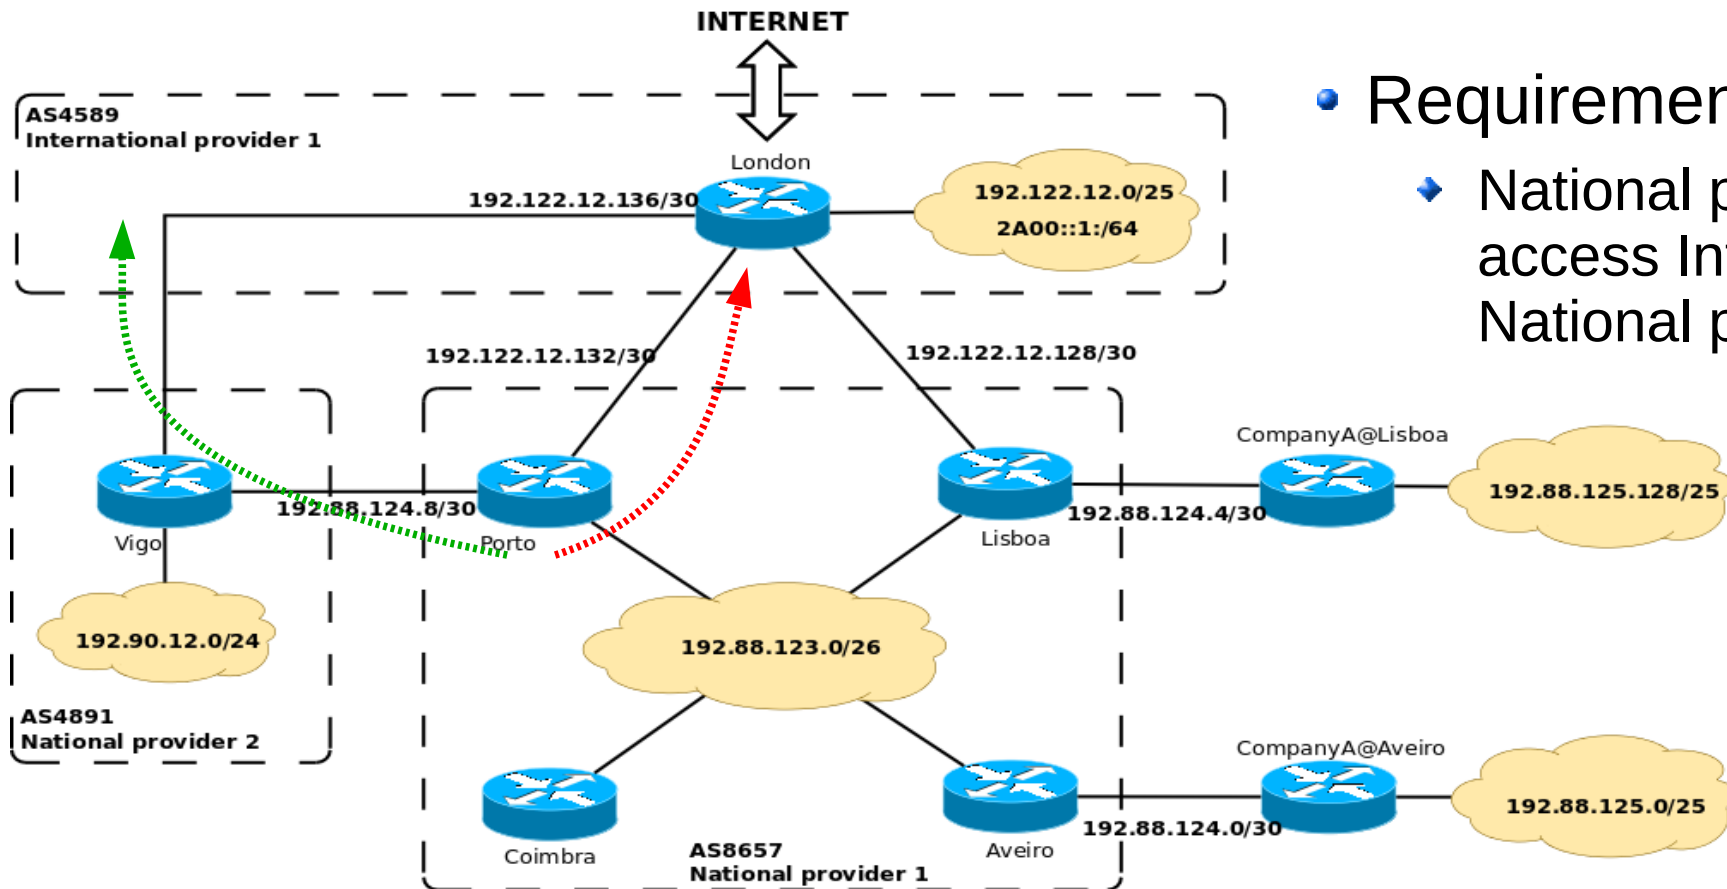 INTERNET
AS4589
International provider 1
London
192.122.12.136/30
192.122.12.0/25
2A00::1:/64
192.122.12.132/30
192.122.12.128/30
Vigo
192.88.124.8/30
Porto
Lisboa
192.88.124.4/30
CompanyA@Lisboa
192.88.125.128/25
192.90.12.0/24
192.88.123.0/26
AS4891
National provider 2
Coimbra
AS8657
National provider 1
Aveiro
192.88.124.0/30
CompanyA@Aveiro
192.88.125.0/25
National
access
National